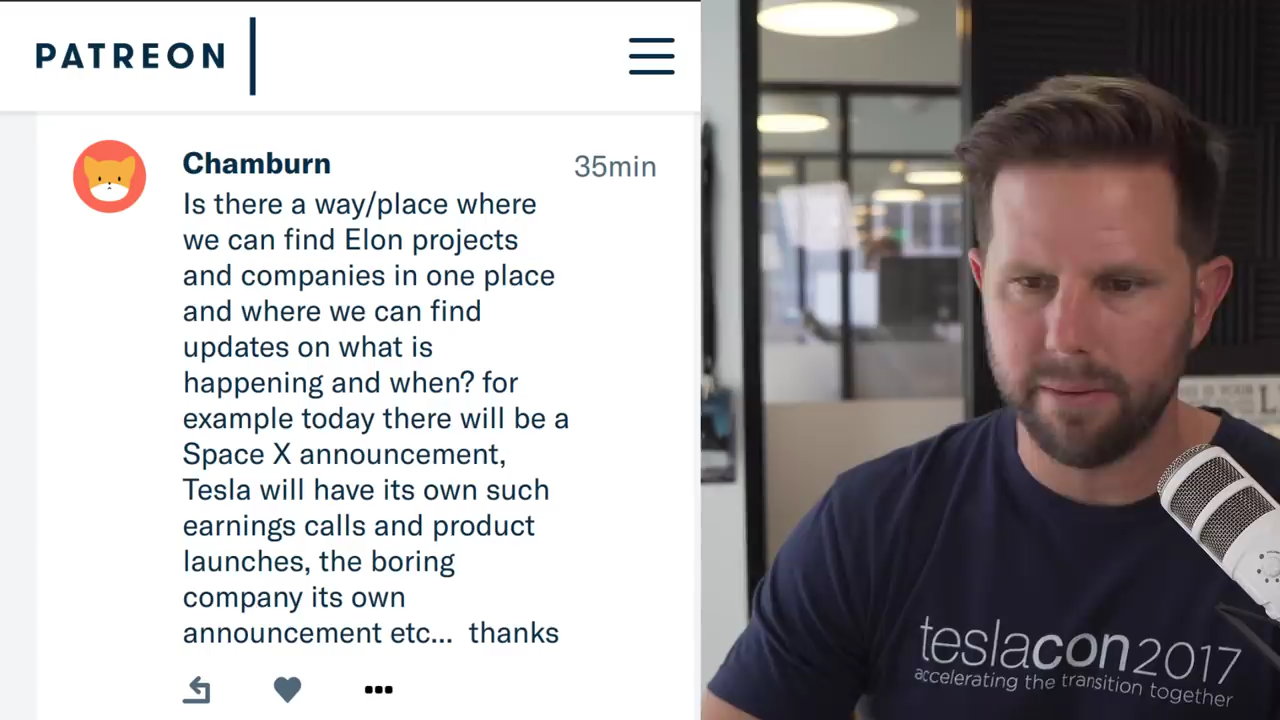 PATREON
Chamburn
35min
Is there a way/place where
we can find Elon projects
and companies in one place
and where we can find
updates on what is
happening and when? for
example today there will be a
Space X announcement,
Tesla will have its own such
earnings calls and product
launches, the boring
company its own
announcement etc... thanks
teslacon2017
accelerating the transition together